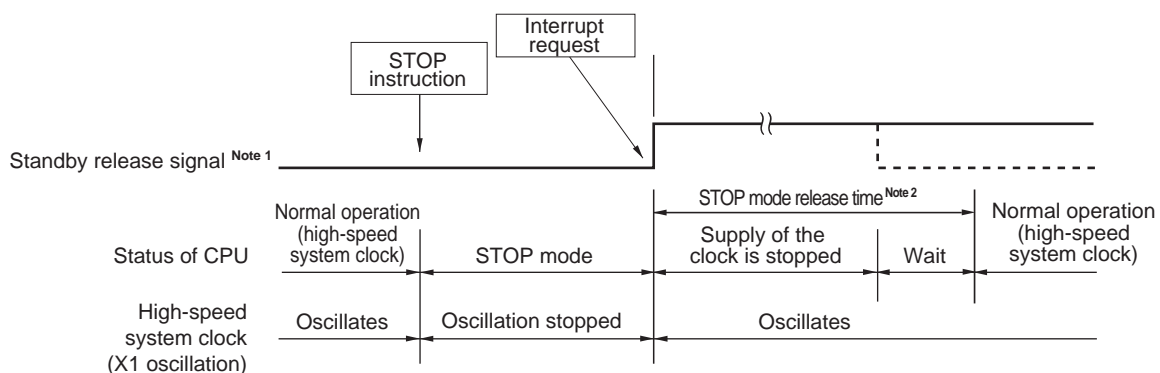 Interrupt
request
STOP
instruction
Standby release signal Note 1
STOP mode release time Note 2
Normal operation
(high-speed
system clock)
Supply of the
clock is stopped
Normal operation
(high-speed
system clock)
Status of CPU
STOP mode
Wait
High-speed
system clock
(X1 oscillation)
Oscillates
Oscillation stopped
Oscillates